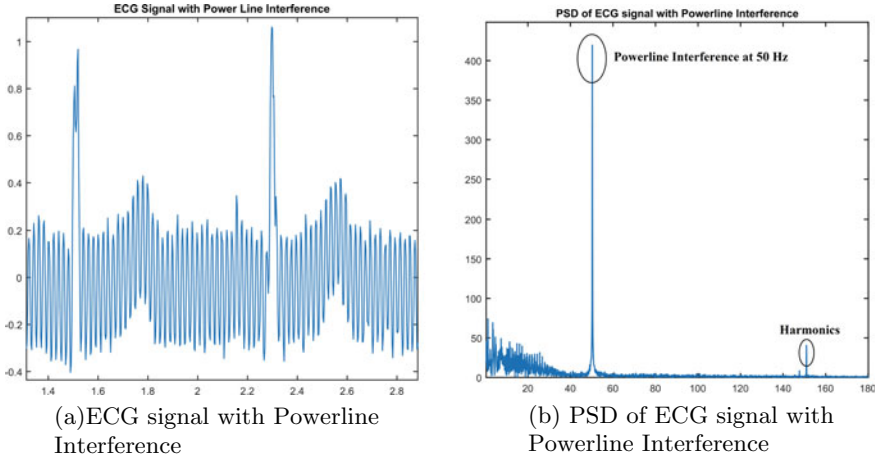 ECG Signal with Power Line Interference
1
0.8
0.6
0.4
0.2
0
-0.2
-0.4
1.4 1.6 1.8 2 2.2 2.4 2.6 2.8
(a)ECG signal with Powerline
Interference
PSD of ECG signal with Powerline Interference
Powerline Interference at 50 Hz
Harmonics
400
350
300
250
200
150
100
50
0
20 40 60 80 100 120 140 160 180
(b) PSD of ECG signal with
Powerline Interference